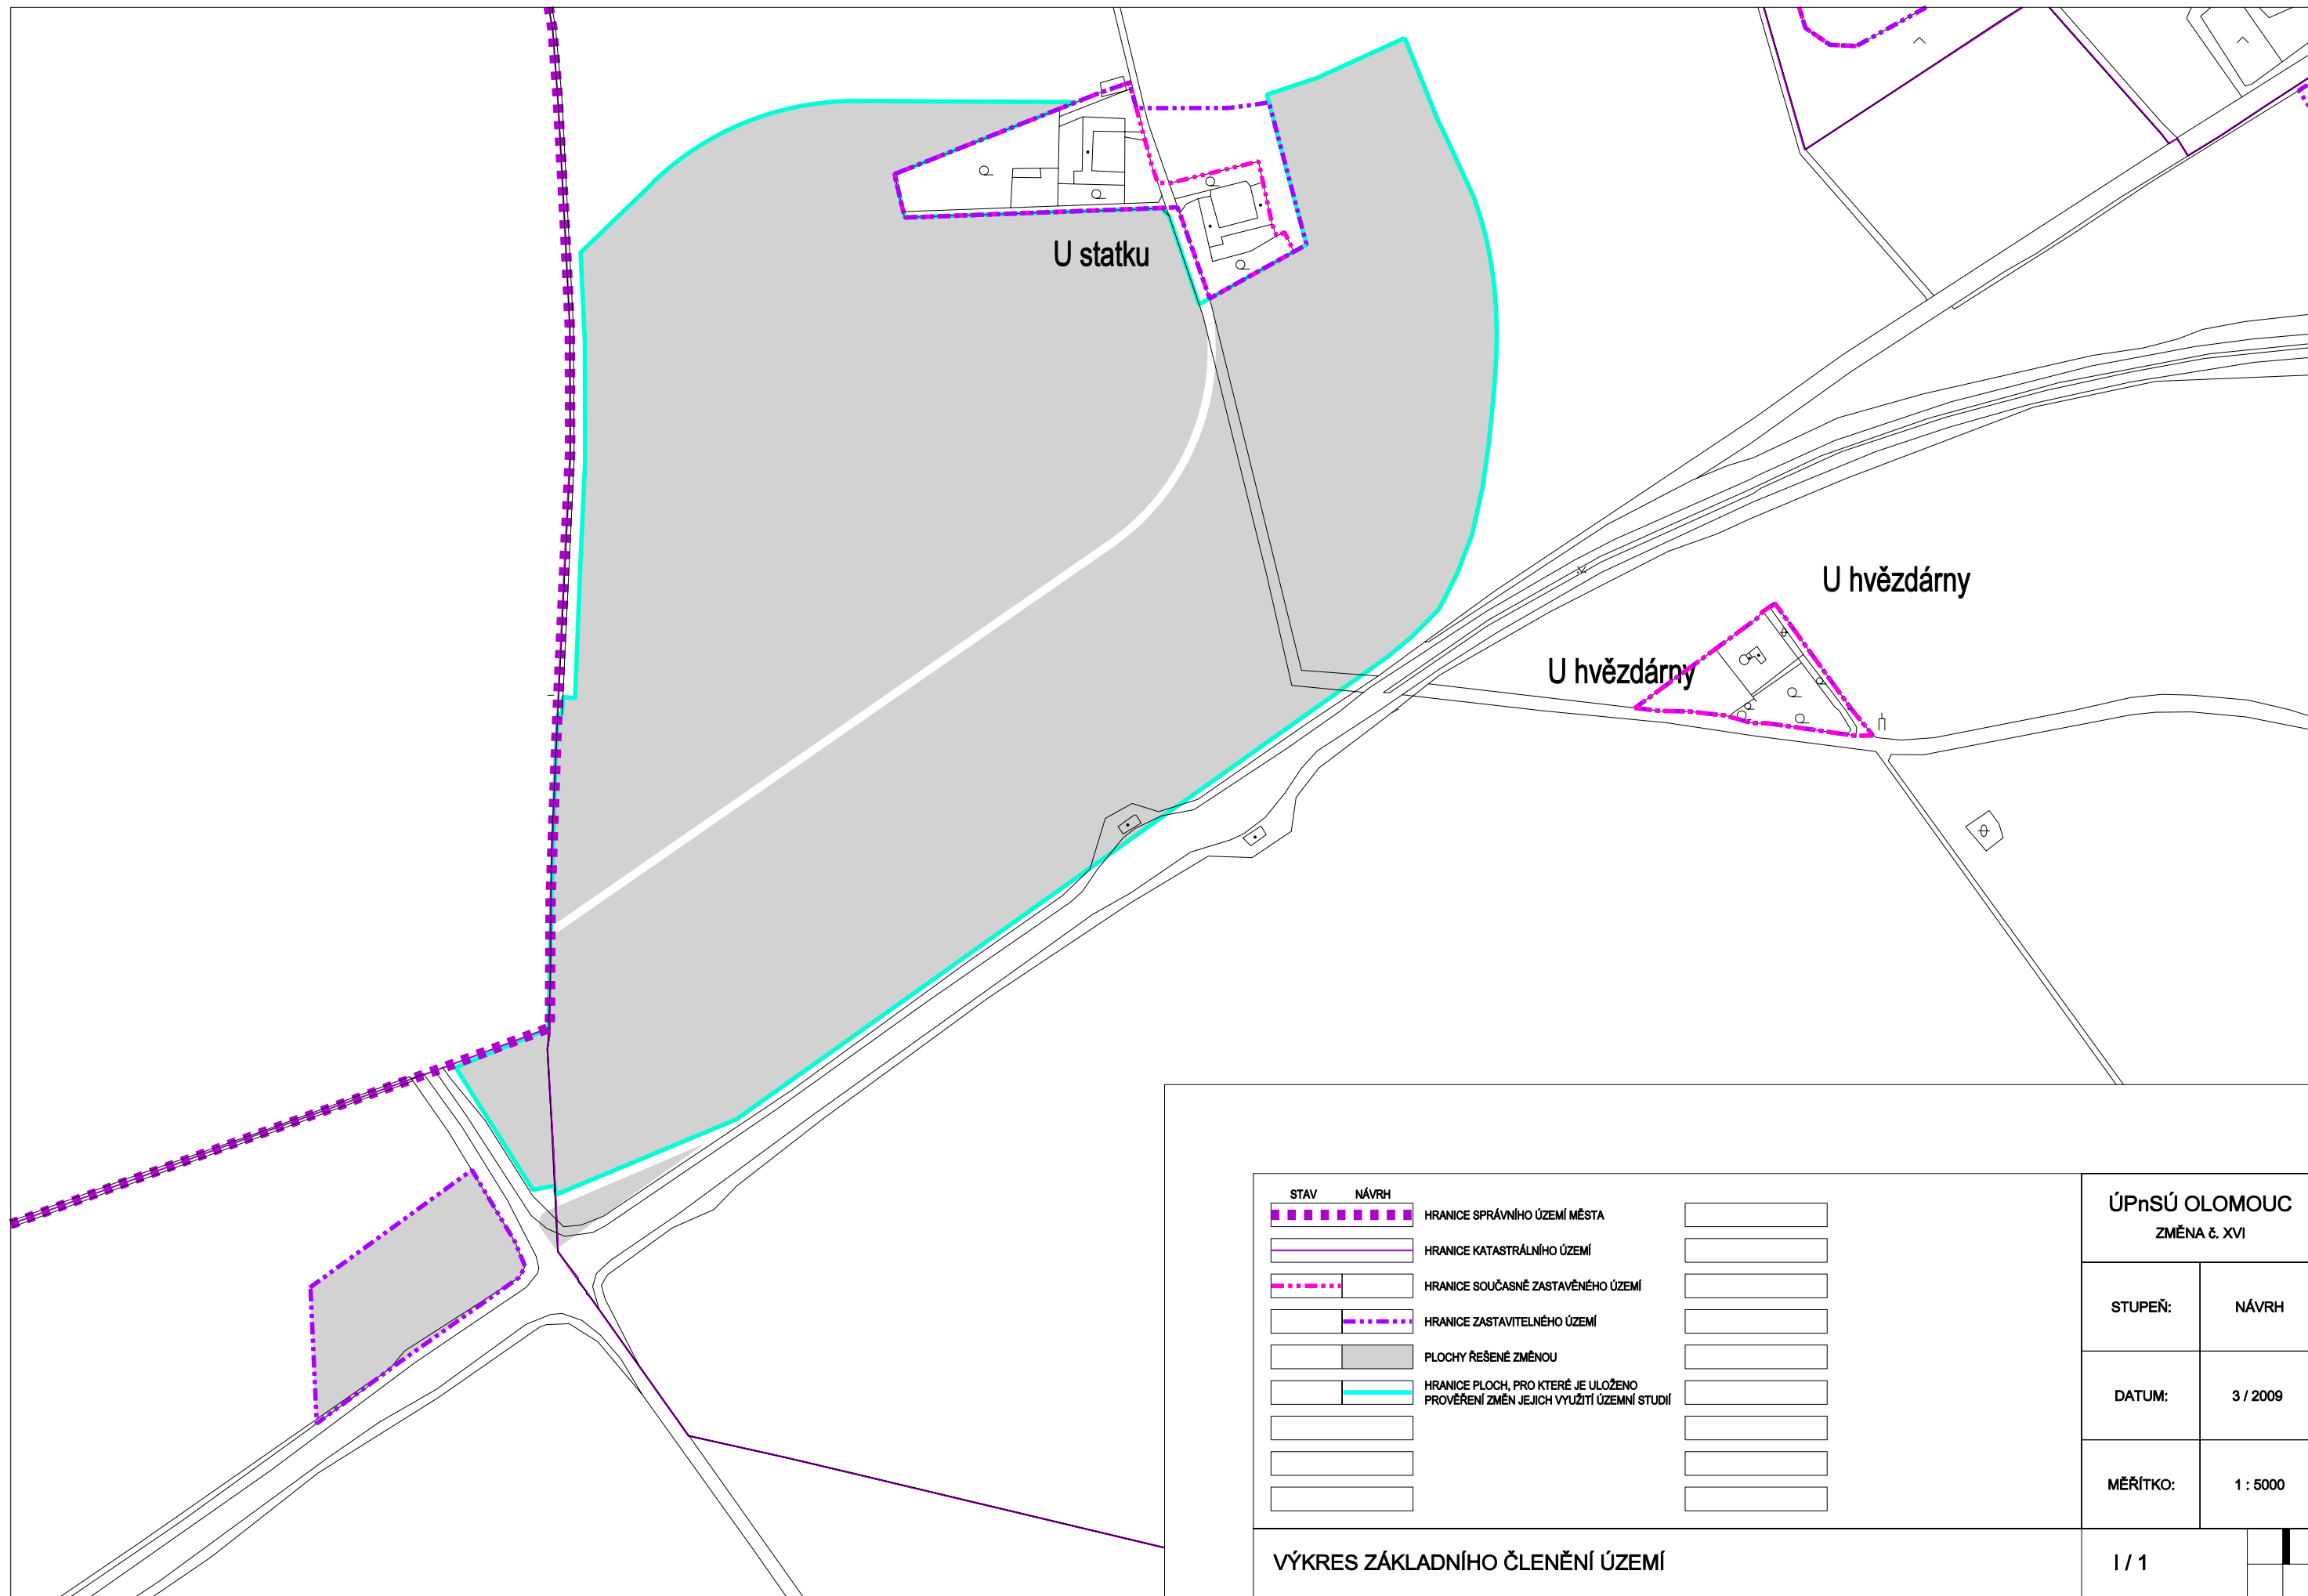 U statku
U hvězdárny
U hvězdárny
STAV NÁVRH
HRANICE SPRÁVNÍHO ÚZEMÍ MĚSTA
HRANICE KATASTRÁLNÍHO ÚZEMÍ
HRANICE SOUČASNĚ ZASTAVĚNÉHO ÚZEMÍ
HRANICE ZASTAVITELNÉHO ÚZEMÍ
PLOCHY ŘEŠENÉ ZMĚNOU
HRANICE PLOCH, PRO KTERÉ JE ULOŽENO
PROVĚŘENÍ ZMĚN JEJICH VYUŽITÍ ÚZEMNÍ STUDIÍ
ÚPnSÚ OLOMOUC
ZMĚNA č. XVI
STUPEŇ: NÁVRH
DATUM: 3 / 2009
MĚŘÍTKO: 1 : 5000
VÝKRES ZÁKLADNÍHO ČLENĚNÍ ÚZEMÍ
I / 1